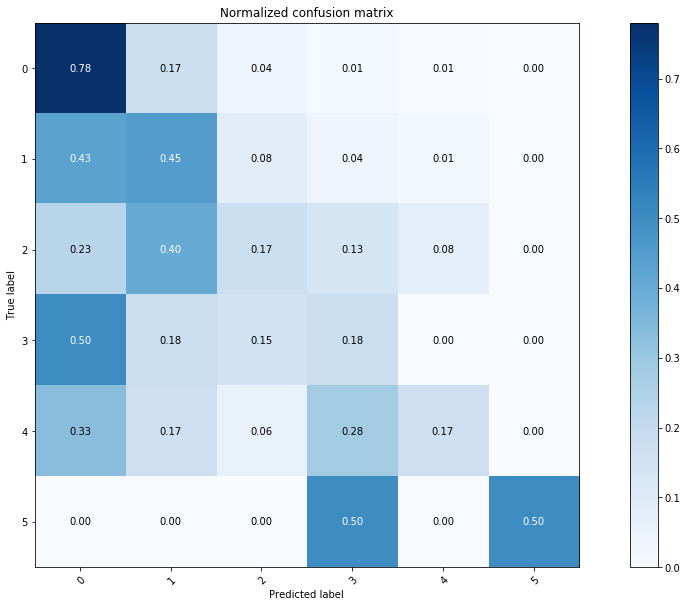 Normalized confusion matrix
True label
0 0.78 0.17 0.04 0.01 0.01 0.00
1 0.43 0.45 0.08 0.04 0.01 0.00
2 0.23 0.40 0.17 0.13 0.08 0.00
3 0.50 0.18 0.15 0.18 0.00 0.00
4 0.33 0.17 0.06 0.28 0.17 0.00
5 0.00 0.00 0.00 0.50 0.00 0.50
0 1 2 3 4 5
Predicted label
0.7
0.6
0.5
0.4
0.3
0.2
0.1
0.0